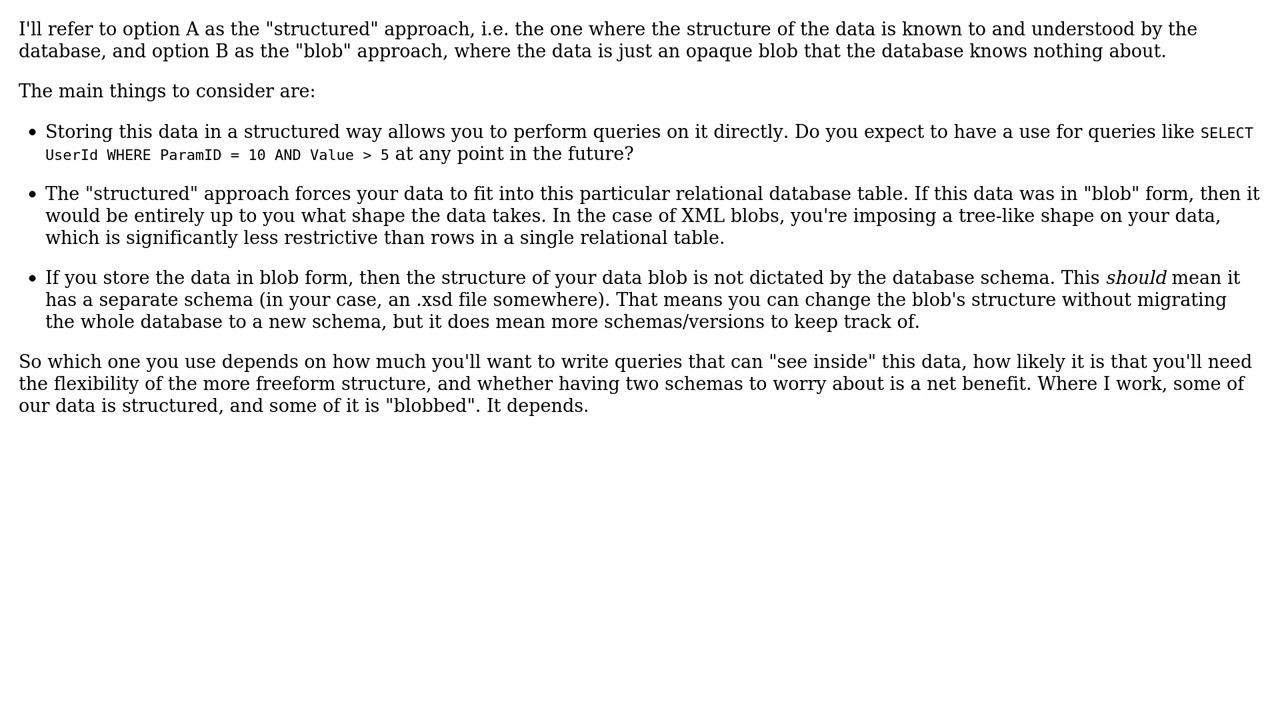 I'll refer to option A as the "structured" approach, i.e. the one where the structure of the data is known to and understood by the
database, and option B as the "blob" approach, where the data is just an opaque blob that the database knows nothing about.
The main things to consider are:
• Storing this data in a structured way allows you to perform queries on it directly. Do you expect to have a use for queries like SELECT
UserId WHERE ParamID = 10 AND Value > 5 at any point in the future?
• The "structured" approach forces your data to fit into this particular relational database table. If this data was in "blob" form, then it
would be entirely up to you what shape the data takes. In the case of XML blobs, you're imposing a tree-like shape on your data,
which is significantly less restrictive than rows in a single relational table.
• If you store the data in blob form, then the structure of your data blob is not dictated by the database schema. This should mean it
has a separate schema (in your case, an .xsd file somewhere). That means you can change the blob's structure without migrating
the whole database to a new schema, but it does mean more schemas/versions to keep track of.
So which one you use depends on how much you'll want to write queries that can "see inside" this data, how likely it is that you'll need
the flexibility of the more freeform structure, and whether having two schemas to worry about is a net benefit. Where I work, some of
our data is structured, and some of it is "blobbed". It depends.